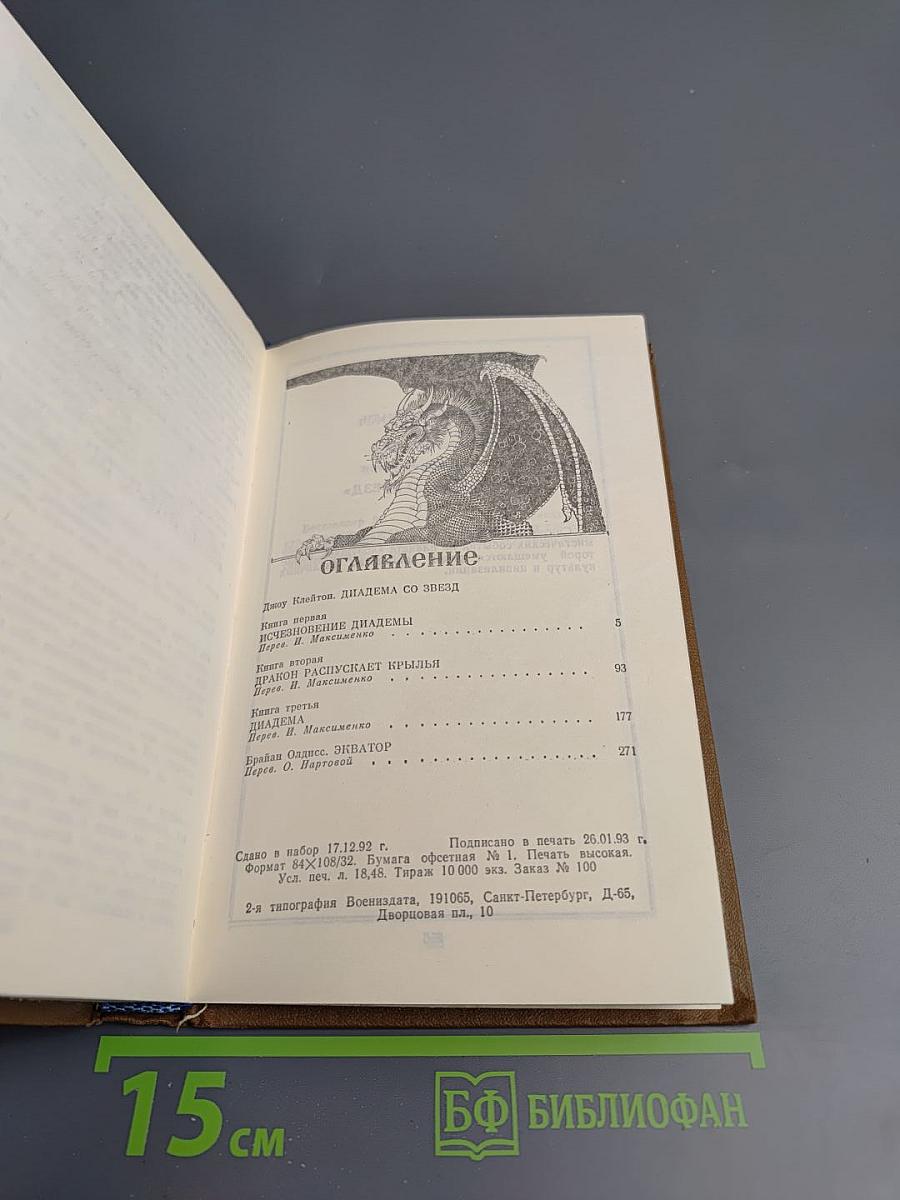 ОГЛАВЛЕНИЕ
Джоу Клейтон. ДИАДЕМА СО ЗВЕЗД
Книга первая
ИСЧЕЗНОВЕНИЕ ДИАДЕМЫ 5
Перев. И. Максименко
Книга вторая
ДРАКОН РАСПУСКАЕТ КРЫЛЬЯ 93
Перев. И. Максименко
Книга третья
ДИАДЕМА 177
Перев. И. Максименко
Брайан Олдисс. ЭКВАТОР 271
Перев. О. Партовой
Сдано в набор 17.12.92 г. Подписано в печать 26.01.93 г.
Формат 84×108/32. Бумага офсетная № 1. Печать высокая.
Усл. печ. л. 18,48. Тираж 10 000 экз. Заказ № 100
2-я типография Воениздата, 191065, Санкт-Петербург, Д-65,
Дворцовая пл., 10
15 см
БФ БИБЛИОФАН